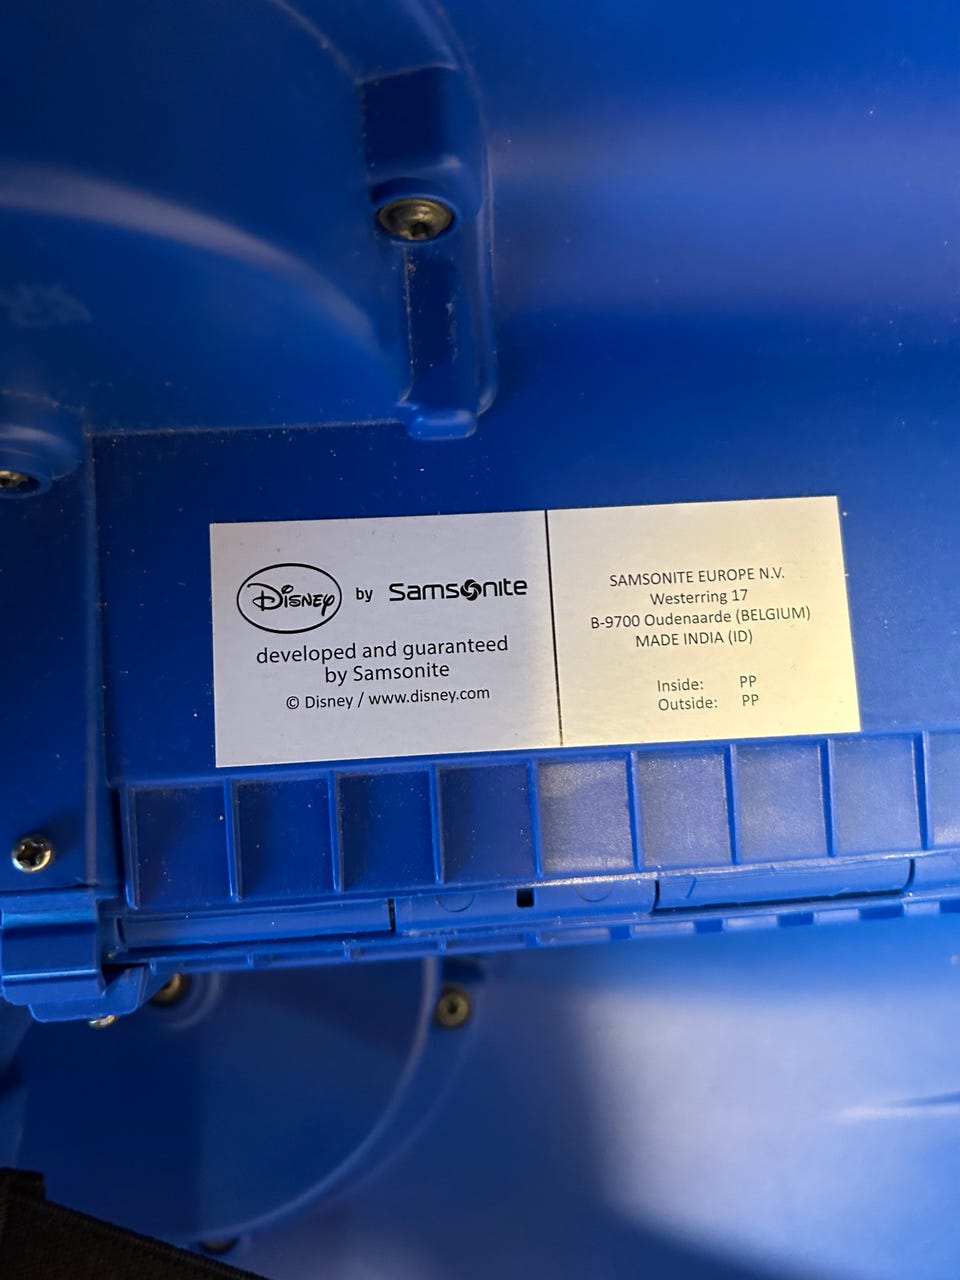 Disney by Samsonite
developed and guaranteed
by Samsonite
© Disney / www.disney.com
SAMSONITE EUROPE N.V.
Westerring 17
B-9700 Oudenaarde (BELGIUM)
MADE INDIA (ID)
Inside: PP
Outside: PP